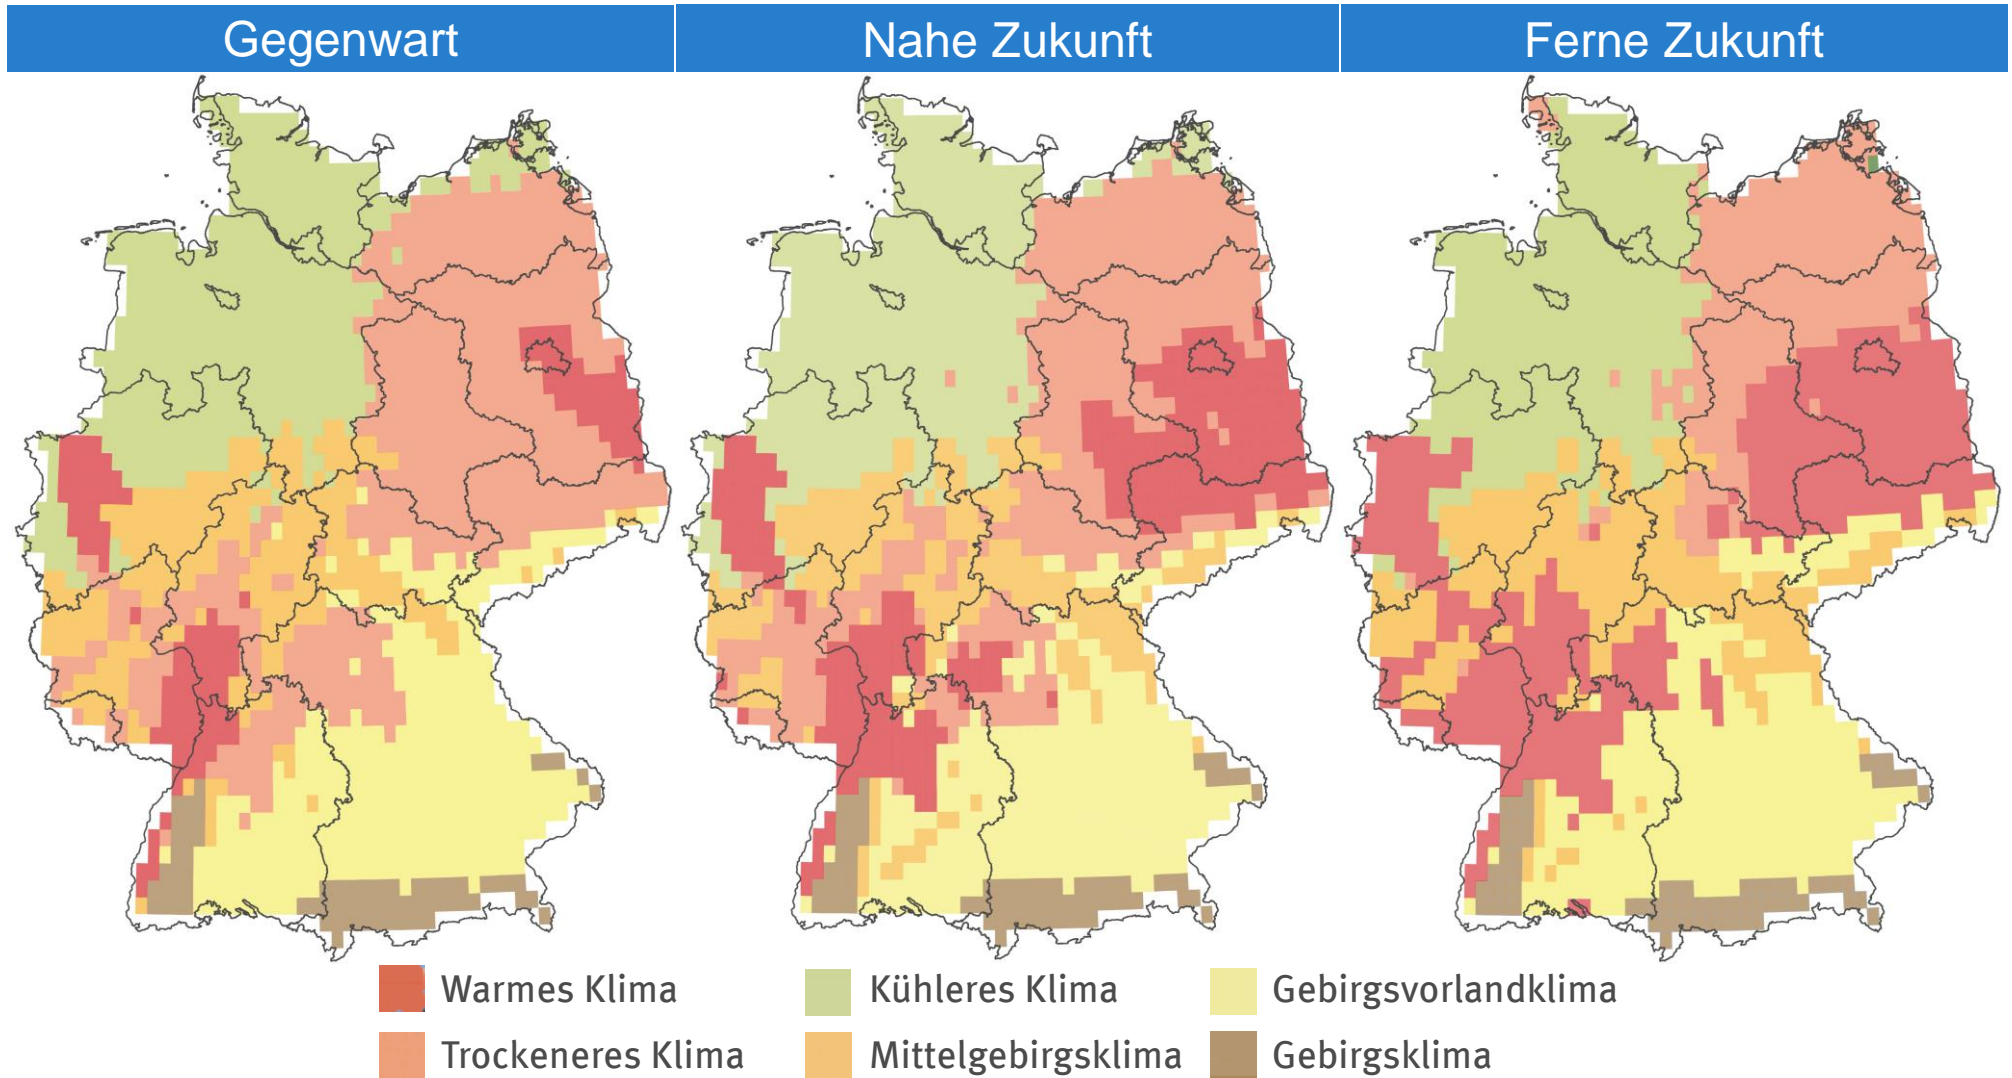 Gegenwart
Nahe Zukunft
Ferne Zukunft
Warmes Klima
Kühleres Klima
Gebirgsvorlandklima
Trockeneres Klima
Mittelgebirgsklima
Gebirgsklima